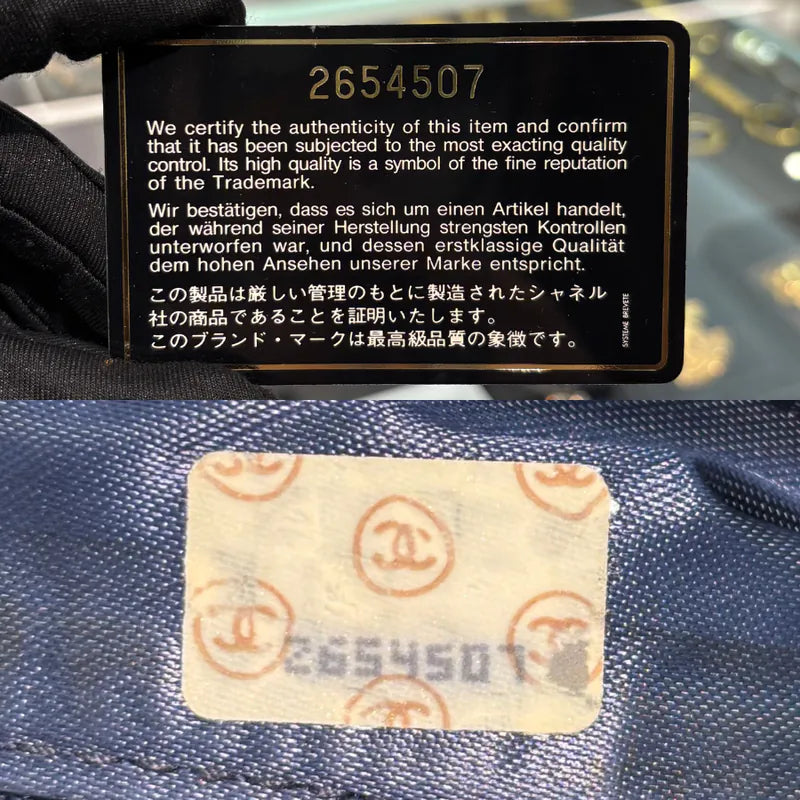 2654507
We certify the authenticity of this item and confirm
that it has been subjected to the most exacting quality
control. Its high quality is a symbol of the fine reputation
of the Trademark.
Wir bestätigen, dass es sich um einen Artikel handelt,
der während seiner Herstellung strengsten Kontrollen
unterworfen war, und dessen erstklassige Qualität
dem hohen Ansehen unserer Marke entspricht.
この製品は厳しい管理のもとに製造されたシャネル
社の商品であることを証明いたします。
このブランド・マークは最高級品質の象徴です。
SYSTEME BREVETE
2654507